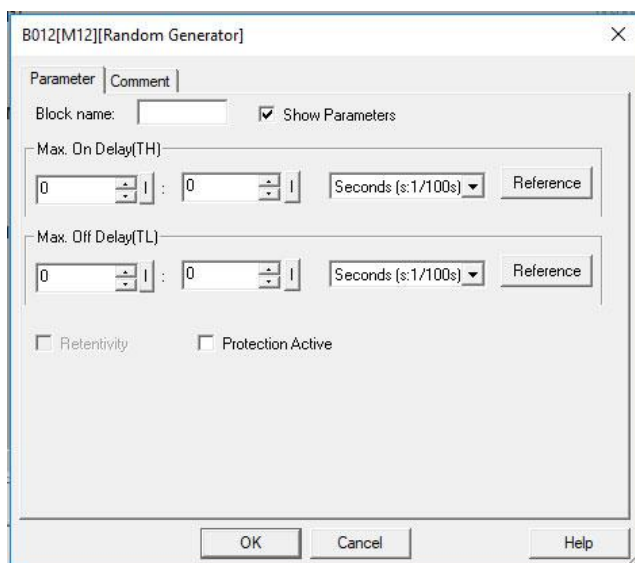 B012[M12][Random Generator]
Parameter Comment
Block name: Show Parameters
Max. On Delay(TH)
0 : 0 Seconds (s:1/100s) Reference
Max. Off Delay(TL)
0 : 0 Seconds (s:1/100s) Reference
Retentivity Protection Active
OK Cancel Help